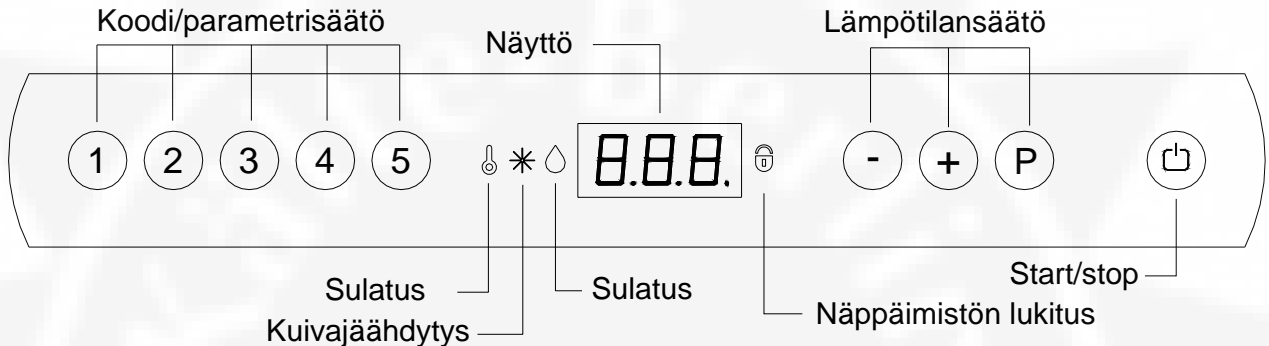 Koodi/parametrisäätö
Näyttö
Lämpötilansäätö
1 2 3 4 5
8.8.8.
- + P
Sulatus
Sulatus
Start/stop
Kuivajäähdytys
Näppäimistön lukitus